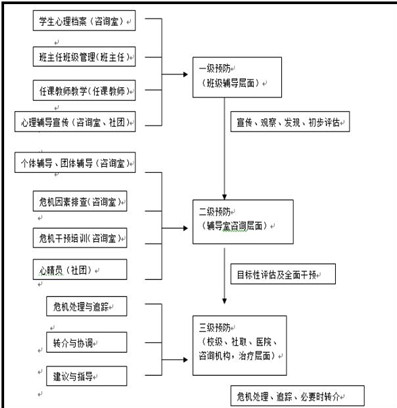 学生心理档案（咨询室）
班主任班级管理（班主任）
任课教师教学（任课教师）
心理辅导宣传（咨询室、社团）
一级预防
（班级辅导层面）
宣传、观察、发现、初步评估
个体辅导、团体辅导（咨询室）
危机因素排查（咨询室）
危机干预培训（咨询室）
心精员（社团）
二级预防
（辅导室咨询层面）
目标性评估及全面干预
危机处理与追踪
转介与协调
建议与指导
三级预防
（校级、社取、医院、
咨询机构，治疗层面）
危机处理、追踪、必要时转介